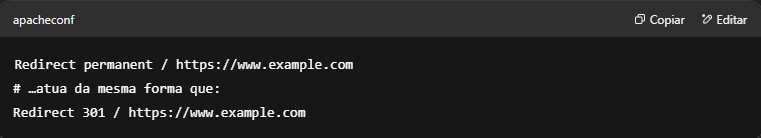 apacheconf
Copiar
Editar
Redirect permanent / https://www.example.com
# …atua da mesma forma que:
Redirect 301 / https://www.example.com